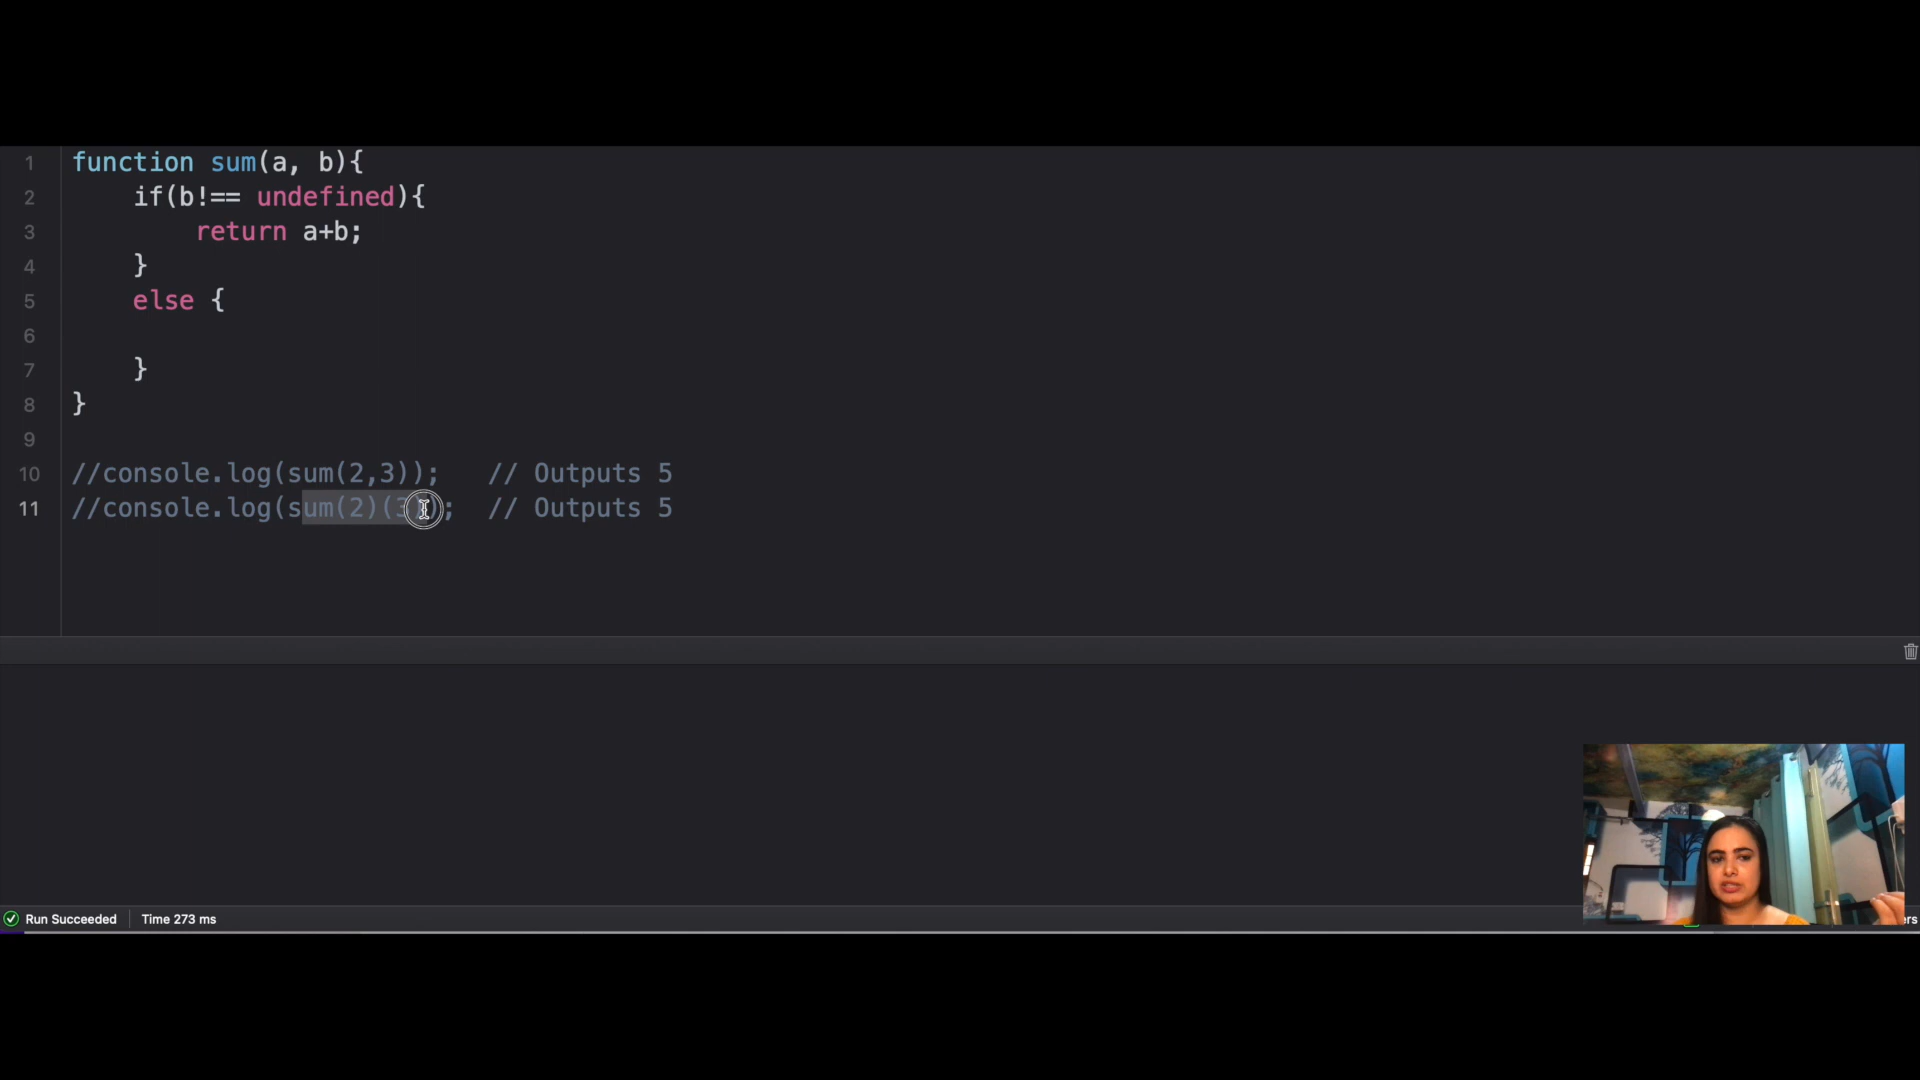 1 function sum(a, b){
2 if(b!== undefined){
3 return a+b;
4 }
5 else {
6
7 }
8 }
9
10 //console.log(sum(2,3)); // Outputs 5
11 //console.log(sum(2)(3)); // Outputs 5
Run Succeeded Time 273 ms